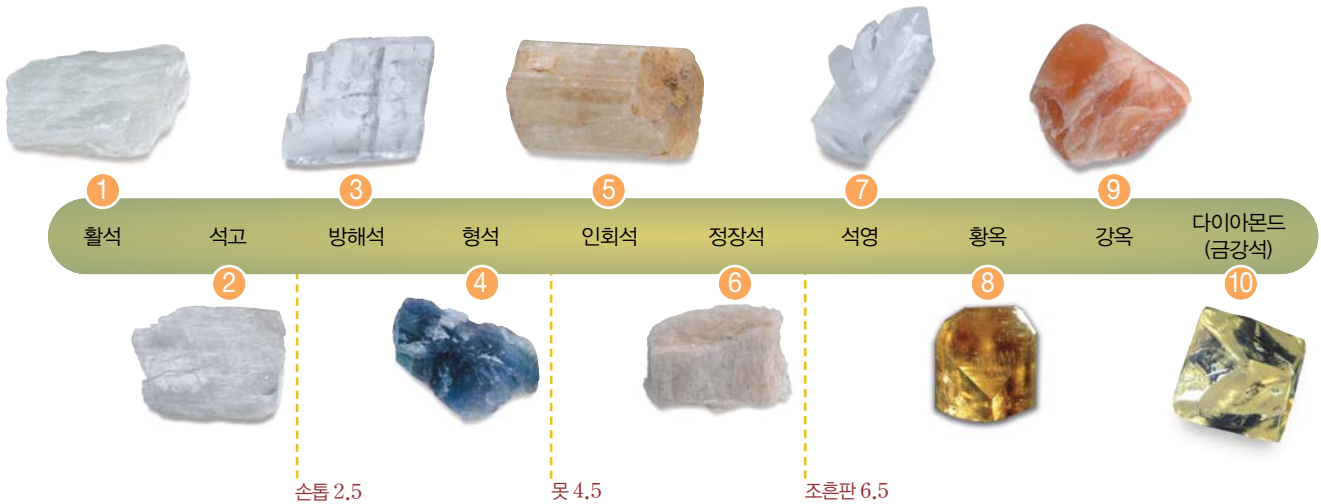 1
3
5
7
9
활석
석고
방해석
형석
인회석
정장석
석영
황옥
강옥
다이아몬드
(금강석)
2
4
6
8
10
손톱 2.5
못 4.5
조흔판 6.5